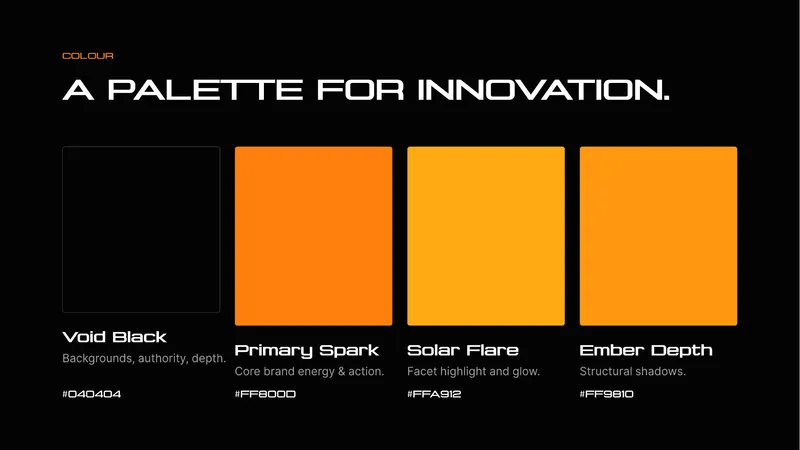 COLOUR
A PALETTE FOR INNOVATION.
Void Black
Backgrounds, authority, depth.
#040404
Primary Spark
Core brand energy & action.
#FF800D
Solar Flare
Facet highlight and glow.
#FFA912
Ember Depth
Structural shadows.
#FF9810